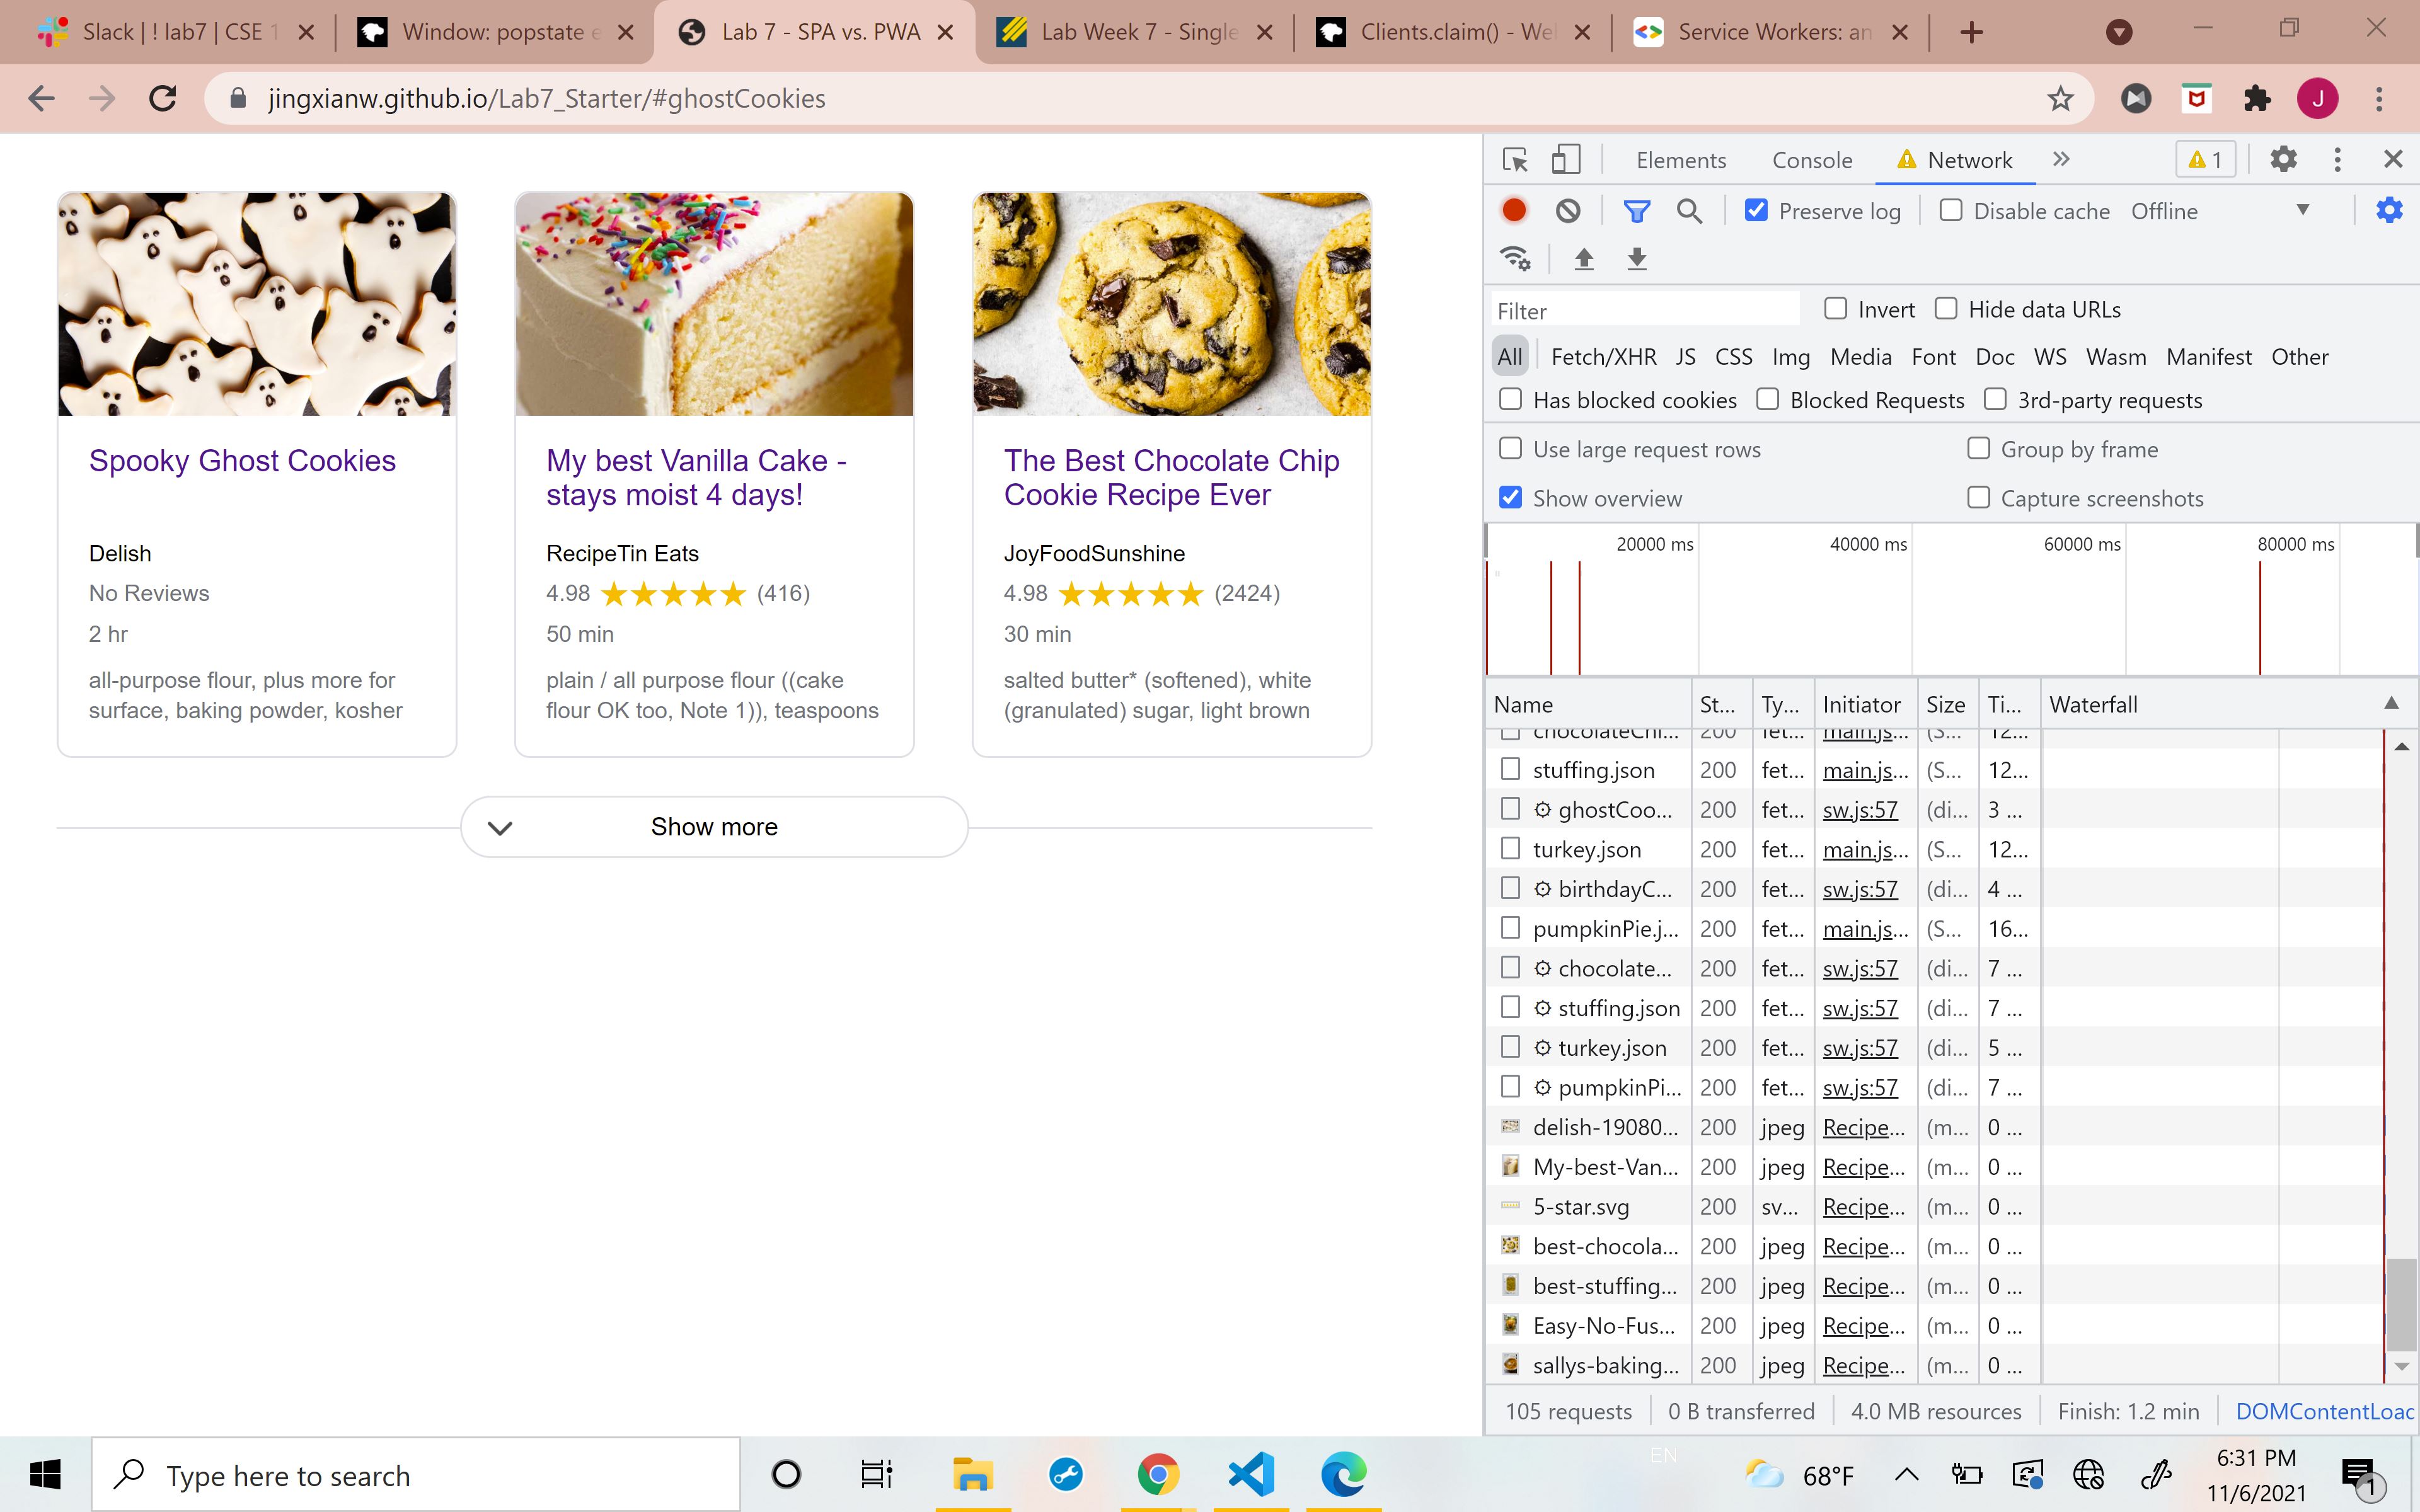 Slack | ! lab7 | CSE 1
Window: popstate e
Lab 7 - SPA vs. PWA
Lab Week 7 - Single
Clients.claim() - We
Service Workers: an
jingxianw.github.io/Lab7_Starter/#ghostCookies
J
Spooky Ghost Cookies
Delish
No Reviews
2 hr
all-purpose flour, plus more for
surface, baking powder, kosher
My best Vanilla Cake -
stays moist 4 days!
RecipeTin Eats
4.98 (416)
50 min
plain / all purpose flour ((cake
flour OK too, Note 1)), teaspoons
The Best Chocolate Chip
Cookie Recipe Ever
JoyFoodSunshine
4.98 (2424)
30 min
salted butter* (softened), white
(granulated) sugar, light brown
Show more
Elements Console Network 1
Preserve log Disable cache Offline
Filter Invert Hide data URLs
All Fetch/XHR JS CSS Img Media Font Doc WS Wasm Manifest Other
Has blocked cookies Blocked Requests 3rd-party requests
Use large request rows Group by frame
Show overview Capture screenshots
20000 ms 40000 ms 60000 ms 80000 ms
Name St... Ty... Initiator Size Ti... Waterfall
chocolateChi... 200 fet... main.js... (S... 12...
stuffing.json 200 fet... main.js... (S... 12...
ghostCoo... 200 fet... sw.js:57 (di... 3 ...
turkey.json 200 fet... main.js... (S... 12...
birthdayC... 200 fet... sw.js:57 (di... 4 ...
pumpkinPie.j... 200 fet... main.js... (S... 16...
chocolate... 200 fet... sw.js:57 (di... 7 ...
stuffing.json 200 fet... sw.js:57 (di... 7 ...
turkey.json 200 fet... sw.js:57 (di... 5 ...
pumpkinPi... 200 fet... sw.js:57 (di... 7 ...
delish-19080... 200 jpeg Recipe... (m... 0 ...
My-best-Van... 200 jpeg Recipe... (m... 0 ...
5-star.svg 200 sv... Recipe... (m... 0 ...
best-chocola... 200 jpeg Recipe... (m... 0 ...
best-stuffing... 200 jpeg Recipe... (m... 0 ...
Easy-No-Fus... 200 jpeg Recipe... (m... 0 ...
sallys-baking... 200 jpeg Recipe... (m... 0 ...
105 requests 0 B transferred 4.0 MB resources Finish: 1.2 min DOMContentLoad
Type here to search
EN
68°F
6:31 PM
11/6/2021
1